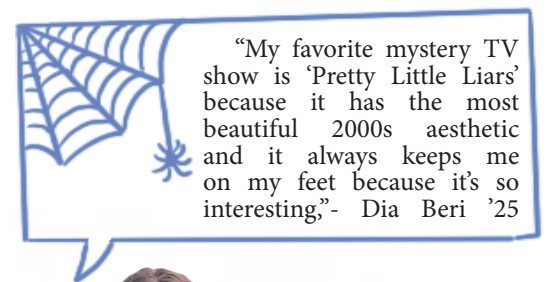 “My favorite mystery TV
show is ‘Pretty Little Liars’
because it has the most
beautiful 2000s aesthetic
and it always keeps me
on my feet because it’s so
interesting,”- Dia Beri ’25